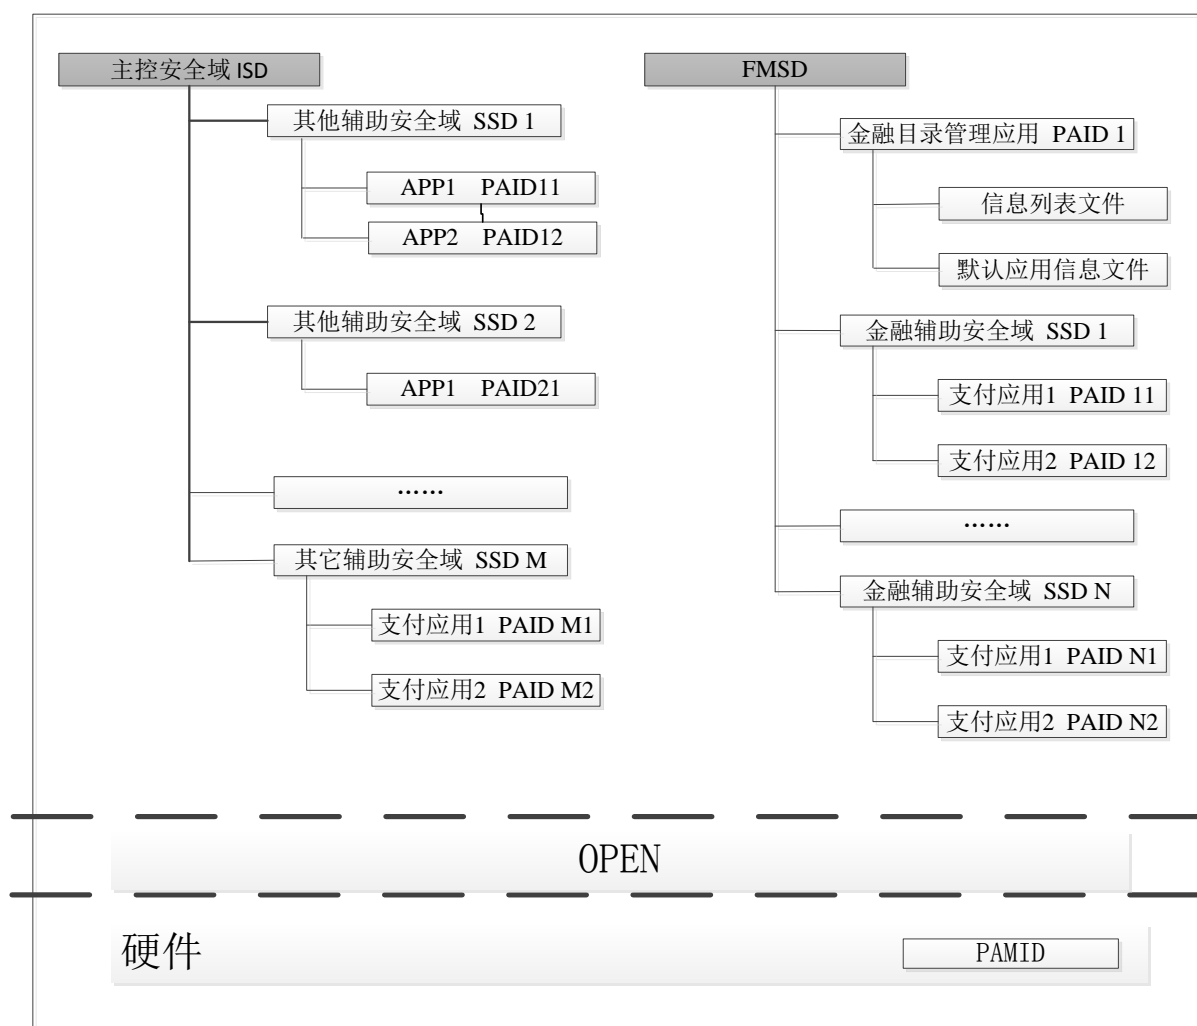 主控安全域 ISD
其他辅助安全域 SSD 1
APP1 PAID11
APP2 PAID12
其他辅助安全域 SSD 2
APP1 PAID21
……
其它辅助安全域 SSD M
支付应用1 PAID M1
支付应用2 PAID M2
FMSD
金融目录管理应用 PAID 1
信息列表文件
默认应用信息文件
金融辅助安全域 SSD 1
支付应用1 PAID 11
支付应用2 PAID 12
……
金融辅助安全域 SSD N
支付应用1 PAID N1
支付应用2 PAID N2
OPEN
硬件
PAMID